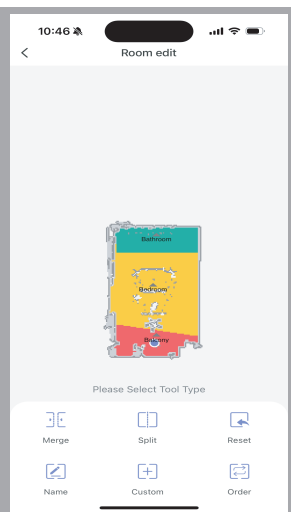 10:46
Room edit
Bathroom
Bedroom
Balcony
Please Select Tool Type
Merge Split Reset
Name Custom Order